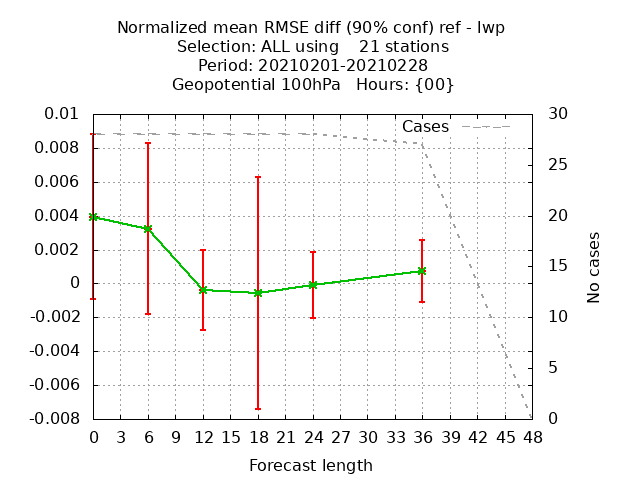 Normalized mean RMSE diff (90% conf) ref - lwp
Selection: ALL using    21 stations
Period: 20210201-20210228
Geopotential 100hPa   Hours: {00}
Cases
0.01
0.008
0.006
0.004
0.002
0
-0.002
-0.004
-0.006
-0.008
30
25
20
15
10
5
0
No cases
0 3 6 9 12 15 18 21 24 27 30 33 36 39 42 45 48
Forecast length